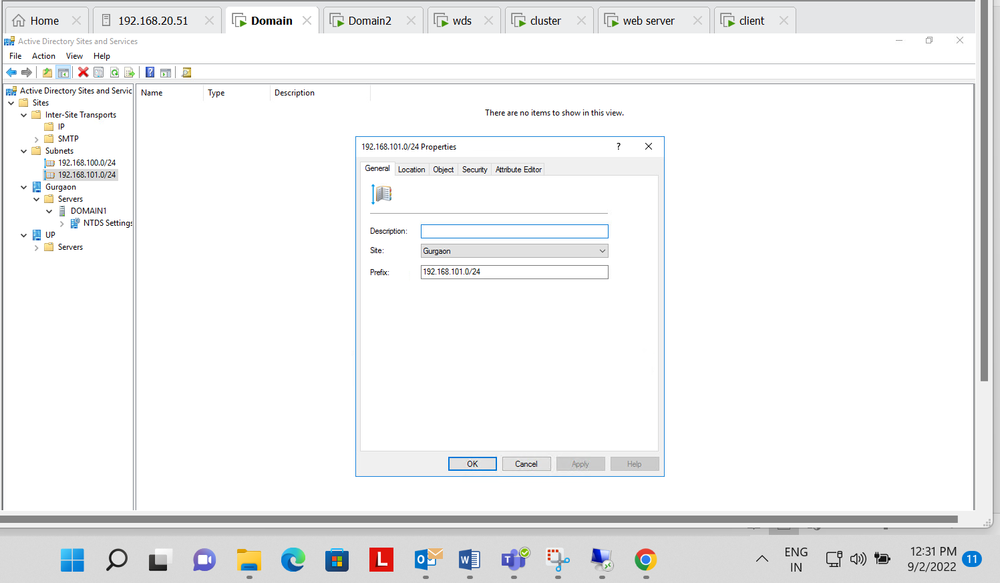 Home
192.168.20.51
Domain
Domain2
wds
cluster
web server
client
Active Directory Sites and Services
File Action View Help
Active Directory Sites and Servic
Sites
Inter-Site Transports
IP
SMTP
Subnets
192.168.100.0/24
192.168.101.0/24
Gurgaon
Servers
DOMAIN1
NTDS Settings
UP
Servers
Name Type Description
There are no items to show in this view.
192.168.101.0/24 Properties
?
General Location Object Security Attribute Editor
Description:
Site: Gurgaon
Prefix: 192.168.101.0/24
OK Cancel Apply Help
ENG
IN
12:31 PM
9/2/2022
11